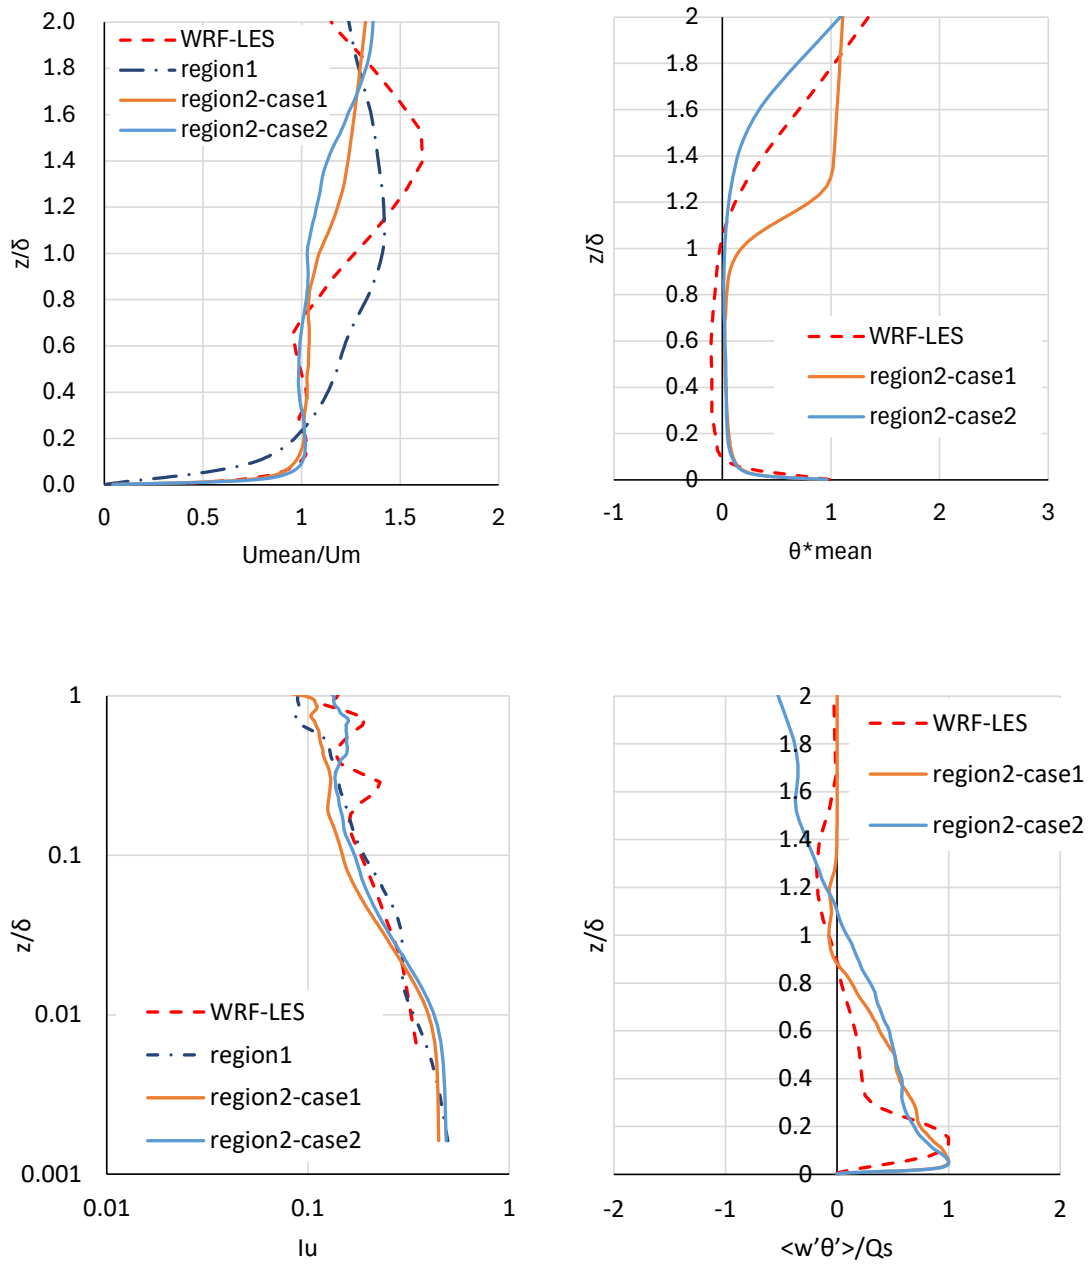 2.0
1.8
1.6
1.4
1.2
1.0
0.8
0.6
0.4
0.2
0.0
z/δ
WRF-LES
region1
region2-case1
region2-case2
0 0.5 1 1.5 2
Umean/Um
2
1.8
1.6
1.4
1.2
1
0.8
0.6
0.4
0.2
0
z/δ
WRF-LES
region2-case1
region2-case2
-1 0 1 2 3
θ*mean
1
0.1
0.01
0.001
z/δ
WRF-LES
region1
region2-case1
region2-case2
0.01 0.1 1
Iu
2
1.8
1.6
1.4
1.2
1
0.8
0.6
0.4
0.2
0
z/δ
WRF-LES
region2-case1
region2-case2
-2 -1 0 1 2
<w'θ'>/Qs